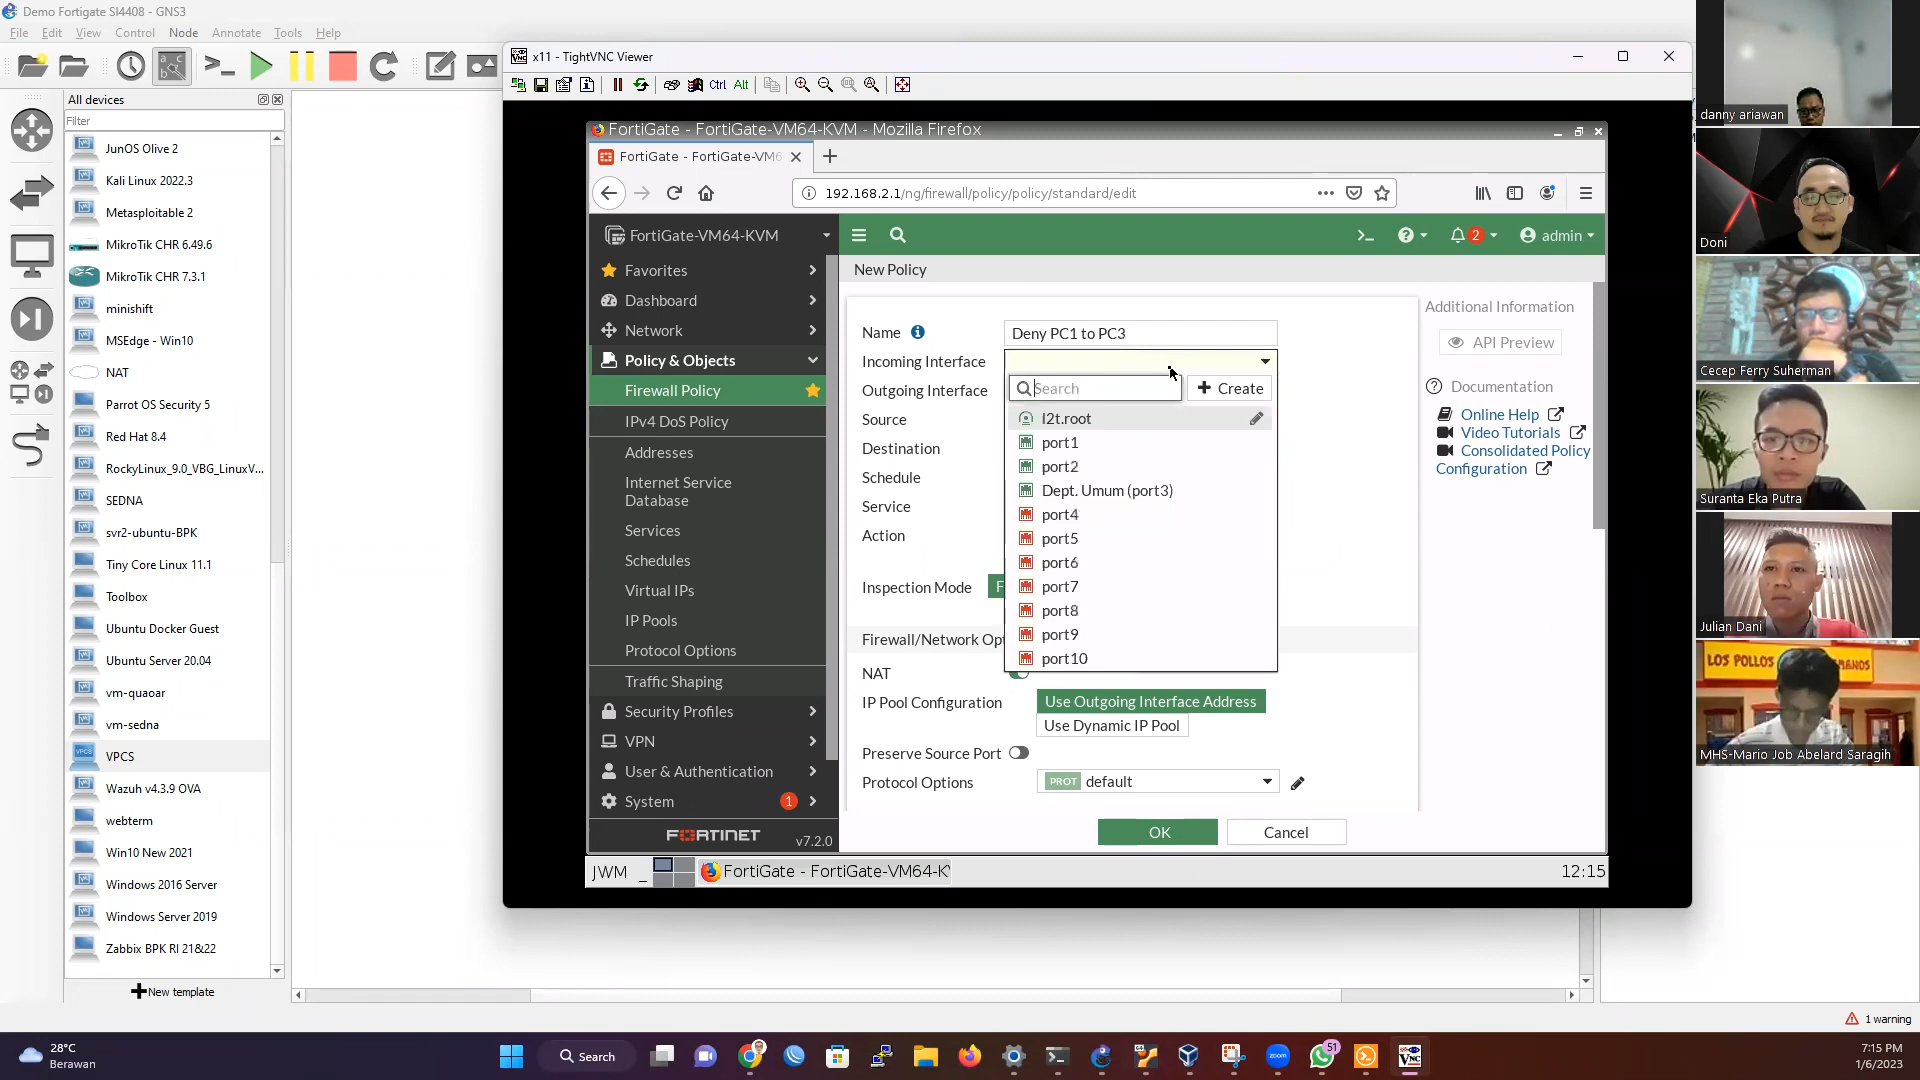 Demo Fortigate SI4408 - GNS3
File Edit View Control Node Annotate Tools Help
All devices
Filter
JunOS Olive 2
Kali Linux 2022.3
Metasploitable 2
MikroTik CHR 6.49.6
MikroTik CHR 7.3.1
minishift
MSEdge - Win10
NAT
Parrot OS Security 5
Red Hat 8.4
RockyLinux_9.0_VBG_LinuxV...
SEDNA
svr2-ubuntu-BPK
Tiny Core Linux 11.1
Toolbox
Ubuntu Docker Guest
Ubuntu Server 20.04
vm-quaoar
vm-sedna
VPCS
Wazuh v4.3.9 OVA
webterm
Win10 New 2021
Windows 2016 Server
Windows Server 2019
Zabbix BPK RI 21&22
New template
x11 - TightVNC Viewer
Ctrl Alt
FortiGate - FortiGate-VM64-KVM - Mozilla Firefox
FortiGate - FortiGate-VM6
192.168.2.1/ng/firewall/policy/policy/standard/edit
FortiGate-VM64-KVM
2
admin
Favorites
Dashboard
Network
Policy & Objects
Firewall Policy
IPv4 DoS Policy
Addresses
Internet Service
Database
Services
Schedules
Virtual IPs
IP Pools
Protocol Options
Traffic Shaping
Security Profiles
VPN
User & Authentication
System 1
FORTINET v7.2.0
New Policy
Name Deny PC1 to PC3
Incoming Interface
Outgoing Interface
Source
Destination
Schedule
Service
Action
Inspection Mode F
Firewall/Network Opt
NAT
IP Pool Configuration Use Outgoing Interface Address
Use Dynamic IP Pool
Preserve Source Port
Protocol Options PROT default
Search Create
l2t.root
port1
port2
Dept. Umum (port3)
port4
port5
port6
port7
port8
port9
port10
OK Cancel
Additional Information
API Preview
Documentation
Online Help
Video Tutorials
Consolidated Policy
Configuration
JWM
FortiGate - FortiGate-VM64-K
12:15
danny ariawan
Doni
Cecep Ferry Suherman
Suranta Eka Putra
Julian Dani
LOS POLLOS
MANOS
MHS-Mario Job Abelard Saragih
1 warning
28°C
Berawan
Search
zoom
51
VNC
7:15 PM
1/6/2023